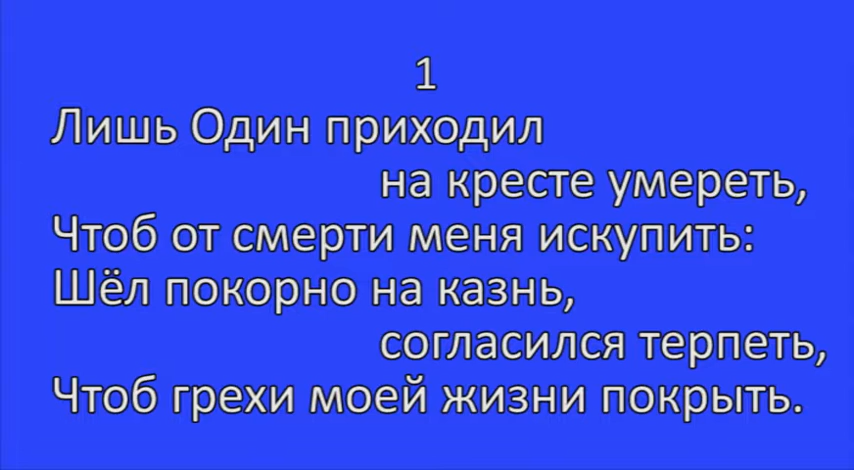 1
Лишь Один приходил
на кресте умереть,
Чтоб от смерти меня искупить:
Шёл покорно на казнь,
согласился терпеть,
Чтоб грехи моей жизни покрыть.